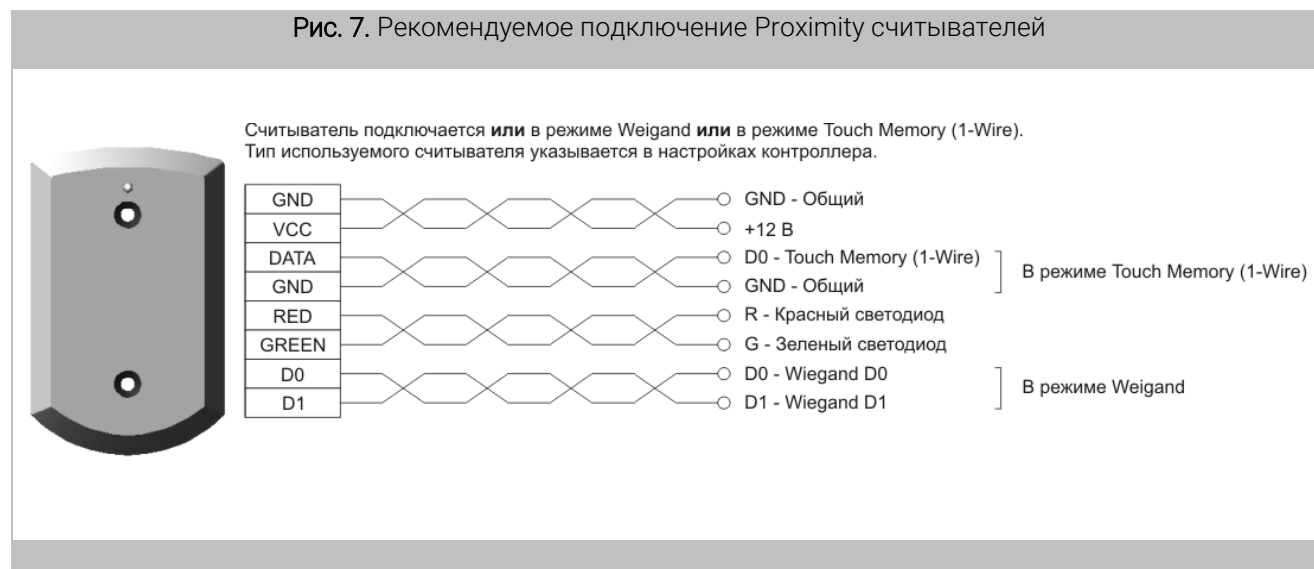 Рис. 7. Рекомендуемое подключение Proximity считывателей
Считыватель подключается или в режиме Weigand или в режиме Touch Memory (1-Wire).
Тип используемого считывателя указывается в настройках контроллера.
GND GND - Общий
VCC +12 В
DATA D0 - Touch Memory (1-Wire)
В режиме Touch Memory (1-Wire)
GND GND - Общий
RED R - Красный светодиод
GREEN G - Зеленый светодиод
D0 D0 - Wiegand D0
В режиме Weigand
D1 D1 - Wiegand D1